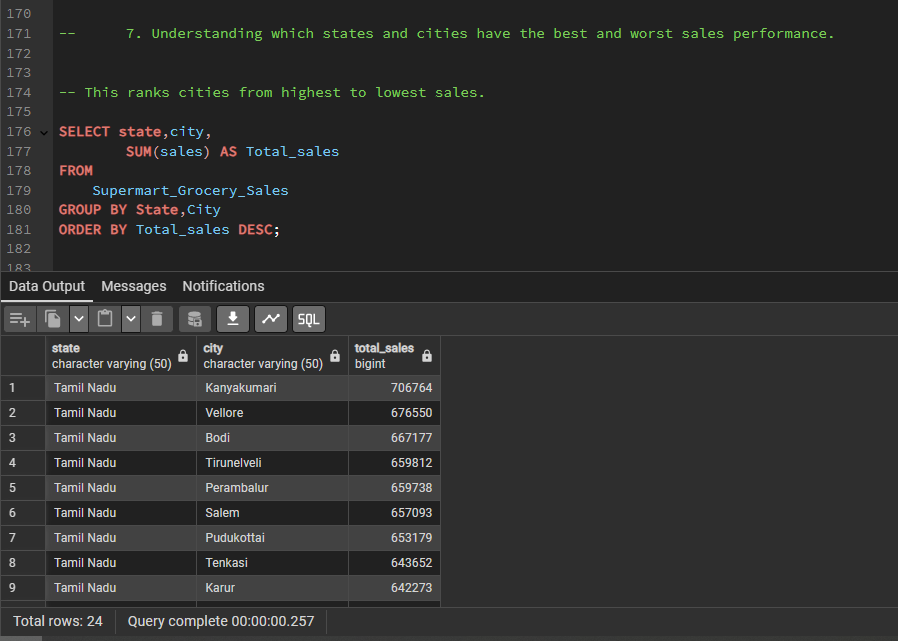 170
171 -- 7. Understanding which states and cities have the best and worst sales performance.
172
173
174 -- This ranks cities from highest to lowest sales.
175
176 SELECT state,city,
177 SUM(sales) AS Total_sales
178 FROM
179 Supermart_Grocery_Sales
180 GROUP BY State,City
181 ORDER BY Total_sales DESC;
182
183
Data Output Messages Notifications
SQL
state city total_sales
character varying (50) character varying (50) bigint
1 Tamil Nadu Kanyakumari 706764
2 Tamil Nadu Vellore 676550
3 Tamil Nadu Bodi 667177
4 Tamil Nadu Tirunelveli 659812
5 Tamil Nadu Perambalur 659738
6 Tamil Nadu Salem 657093
7 Tamil Nadu Pudukottai 653179
8 Tamil Nadu Tenkasi 643652
9 Tamil Nadu Karur 642273
Total rows: 24 Query complete 00:00:00.257